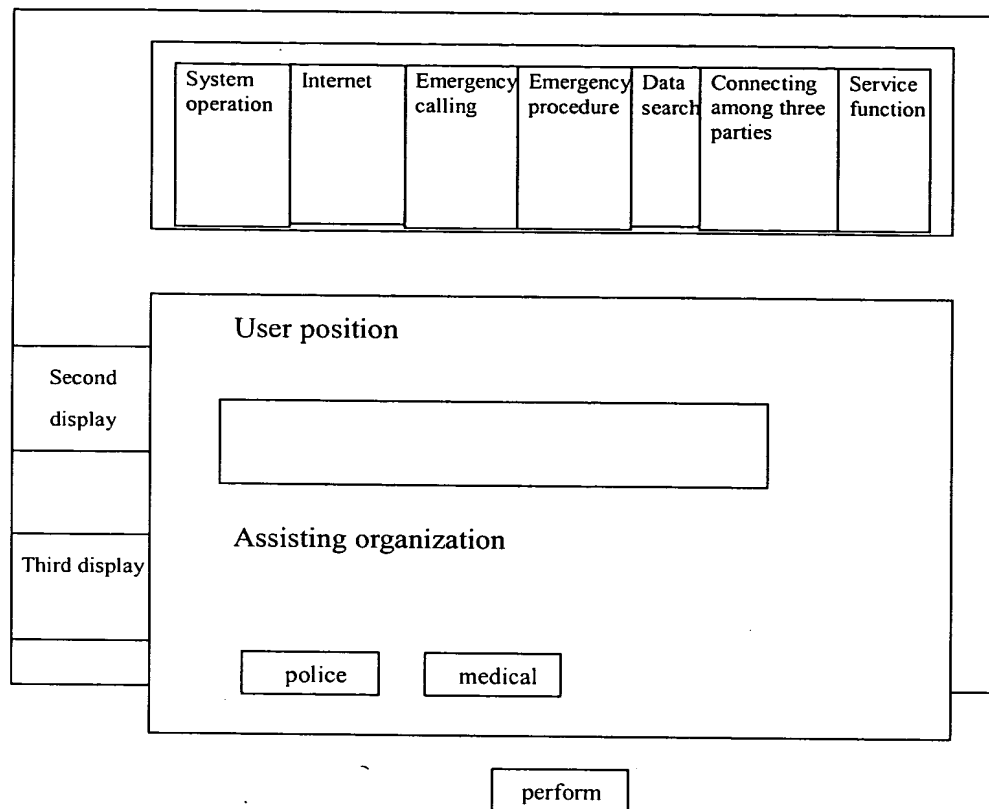 System
operation
Internet
Emergency
calling
Emergency
procedure
Data
search
Connecting
among three
parties
Service
function
User position
Second
display
Assisting organization
Third display
police
medical
perform